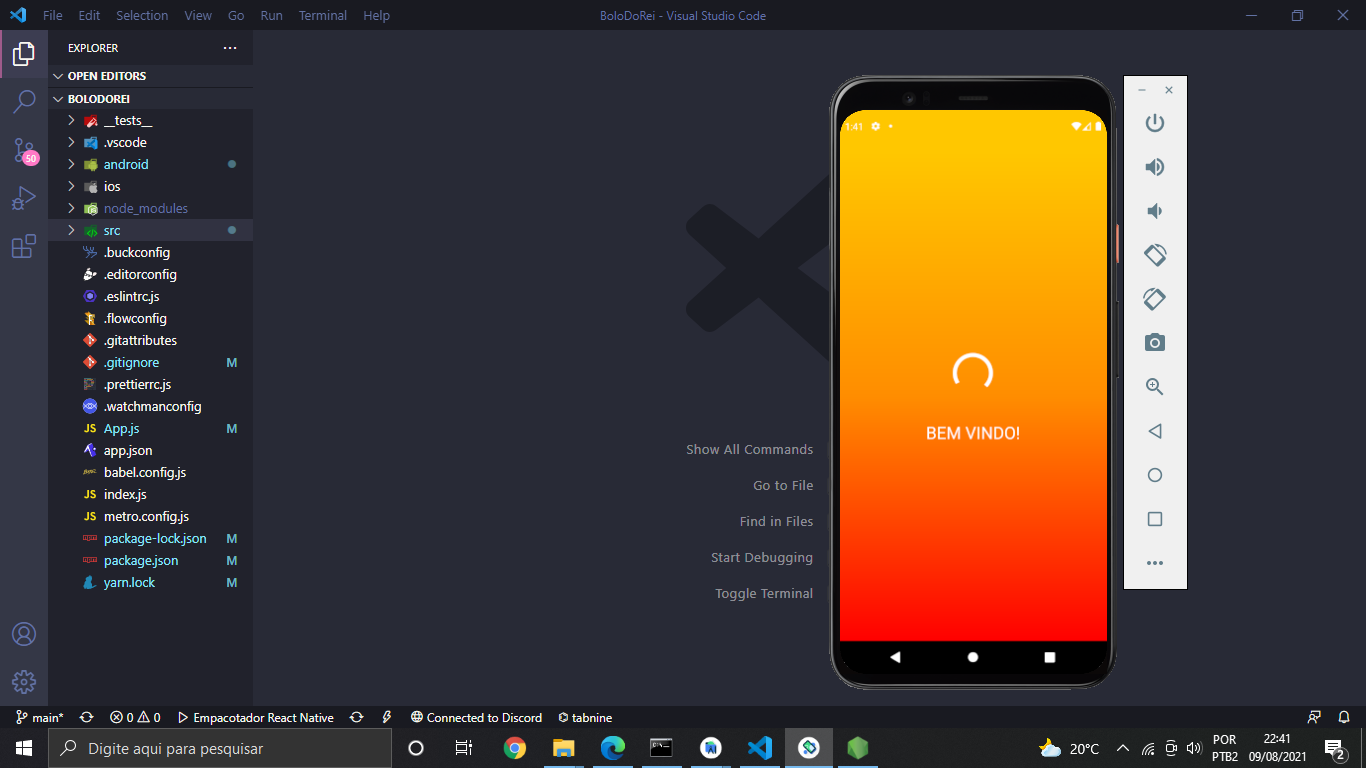 File Edit Selection View Go Run Terminal Help
BoloDoRei - Visual Studio Code
EXPLORER
OPEN EDITORS
BOLODOREI
__tests__
.vscode
android
ios
node_modules
src
.buckconfig
.editorconfig
.eslintrc.js
.flowconfig
.gitattributes
.gitignore M
.prettierrc.js
.watchmanconfig
JS App.js M
app.json
babel.config.js
JS index.js
JS metro.config.js
package-lock.json M
package.json M
yarn.lock M
50
Show All Commands
Go to File
Find in Files
Start Debugging
Toggle Terminal
1:41
BEM VINDO!
main* 0 0 Empacotador React Native Connected to Discord tabnine
Digite aqui para pesquisar
20°C
POR
PTB2
22:41
09/08/2021
2